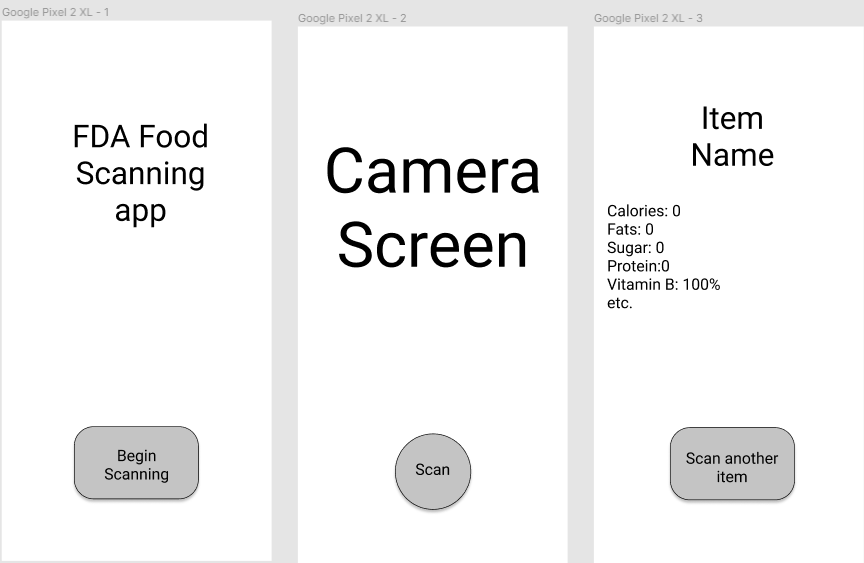 Google Pixel 2 XL - 1
FDA Food
Scanning
app
Begin
Scanning
Google Pixel 2 XL - 2
Camera
Screen
Scan
Google Pixel 2 XL - 3
Item
Name
Calories: 0
Fats: 0
Sugar: 0
Protein:0
Vitamin B: 100%
etc.
Scan another
item